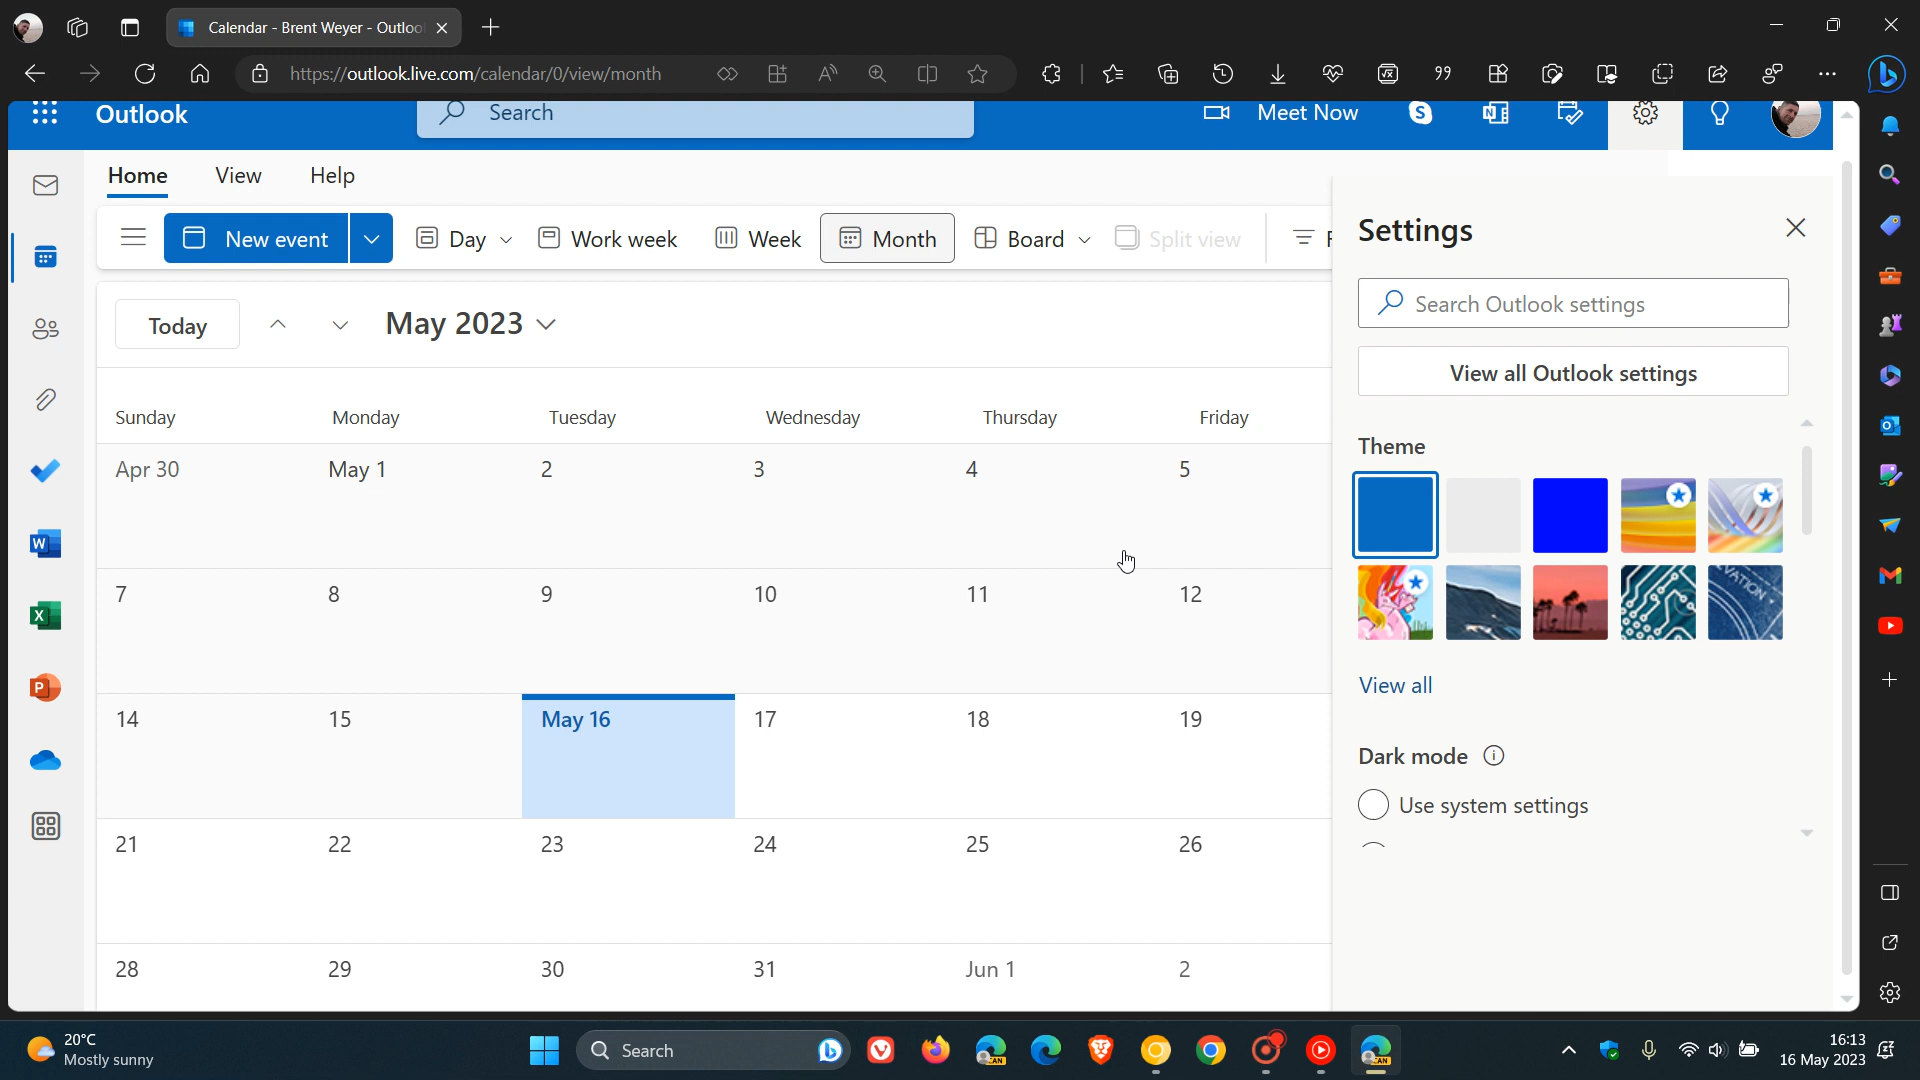 Calendar - Brent Weyer - Outloo
https://outlook.live.com/calendar/0/view/month
Outlook
Search
Meet Now
Home View Help
New event Day Work week Week Month Board Split view
Settings
Search Outlook settings
View all Outlook settings
Today May 2023
Sunday Monday Tuesday Wednesday Thursday Friday
Apr 30 May 1 2 3 4 5
7 8 9 10 11 12
14 15 May 16 17 18 19
21 22 23 24 25 26
28 29 30 31 Jun 1 2
Theme
View all
Dark mode
Use system settings
20°C
Mostly sunny
Search
CAN
CAN
16:13
16 May 2023